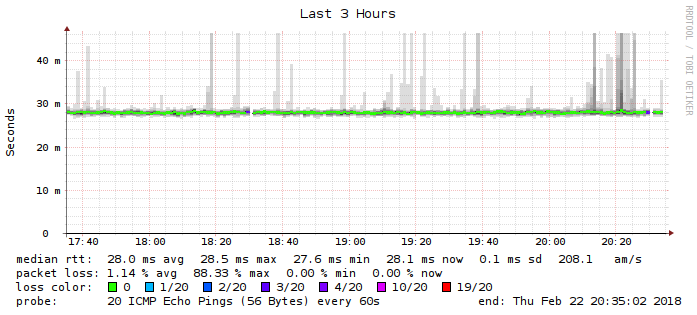 Last 3 Hours
RRDTOOL / TOBI OETIKER
Seconds
40 m
30 m
20 m
10 m
0
17:40 18:00 18:20 18:40 19:00 19:20 19:40 20:00 20:20
median rtt: 28.0 ms avg 28.5 ms max 27.6 ms min 28.1 ms now 0.1 ms sd 208.1 am/s
packet loss: 1.14 % avg 88.33 % max 0.00 % min 0.00 % now
loss color: 0 1/20 2/20 3/20 4/20 10/20 19/20
probe: 20 ICMP Echo Pings (56 Bytes) every 60s end: Thu Feb 22 20:35:02 2018